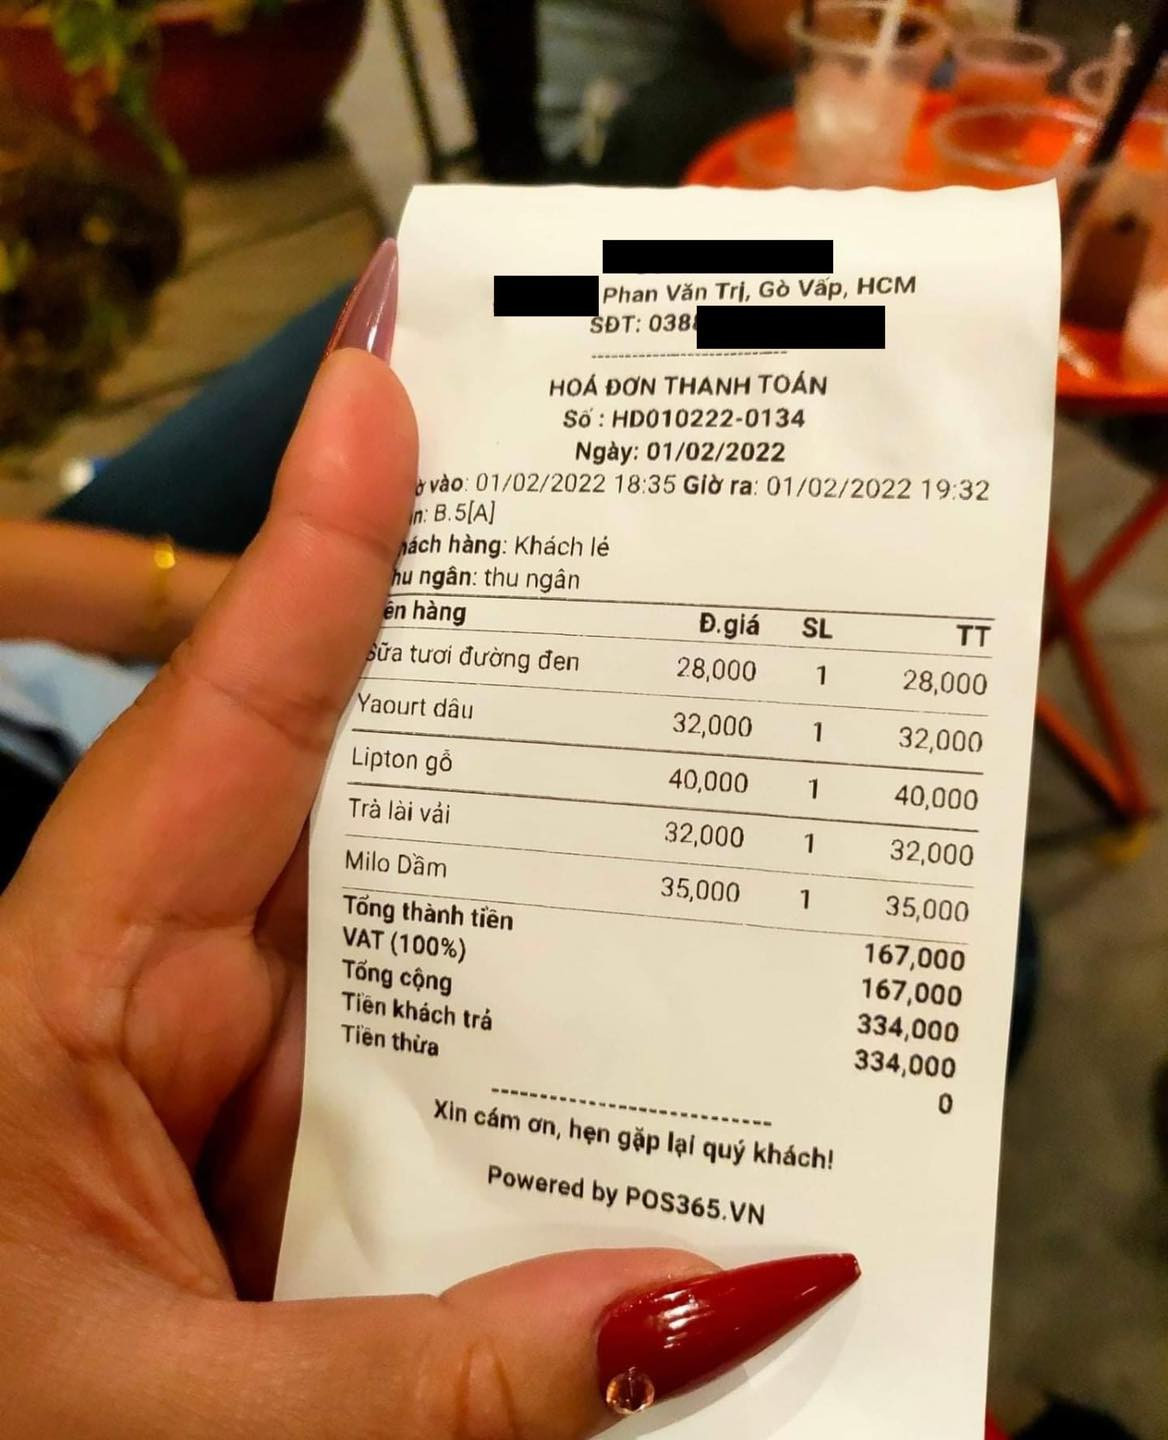 Phan Văn Trị, Gò Vấp, HCM
SĐT: 038
HOÁ ĐƠN THANH TOÁN
Số : HD010222-0134
Ngày: 01/02/2022
vào: 01/02/2022 18:35 Giờ ra: 01/02/2022 19:32
B.5[A]
hách hàng: Khách lẻ
hu ngân: thu ngân
ên hàng Đ.giá SL TT
Sữa tươi đường đen 28,000 1 28,000
Yaourt dâu 32,000 1 32,000
Lipton gỗ 40,000 1 40,000
Trà lài vải 32,000 1 32,000
Milo Dầm 35,000 1 35,000
Tổng thành tiền 167,000
VAT (100%) 167,000
Tổng cộng 334,000
Tiền khách trả 334,000
Tiền thừa 0
Xin cám ơn, hẹn gặp lại quý khách!
Powered by POS365.VN